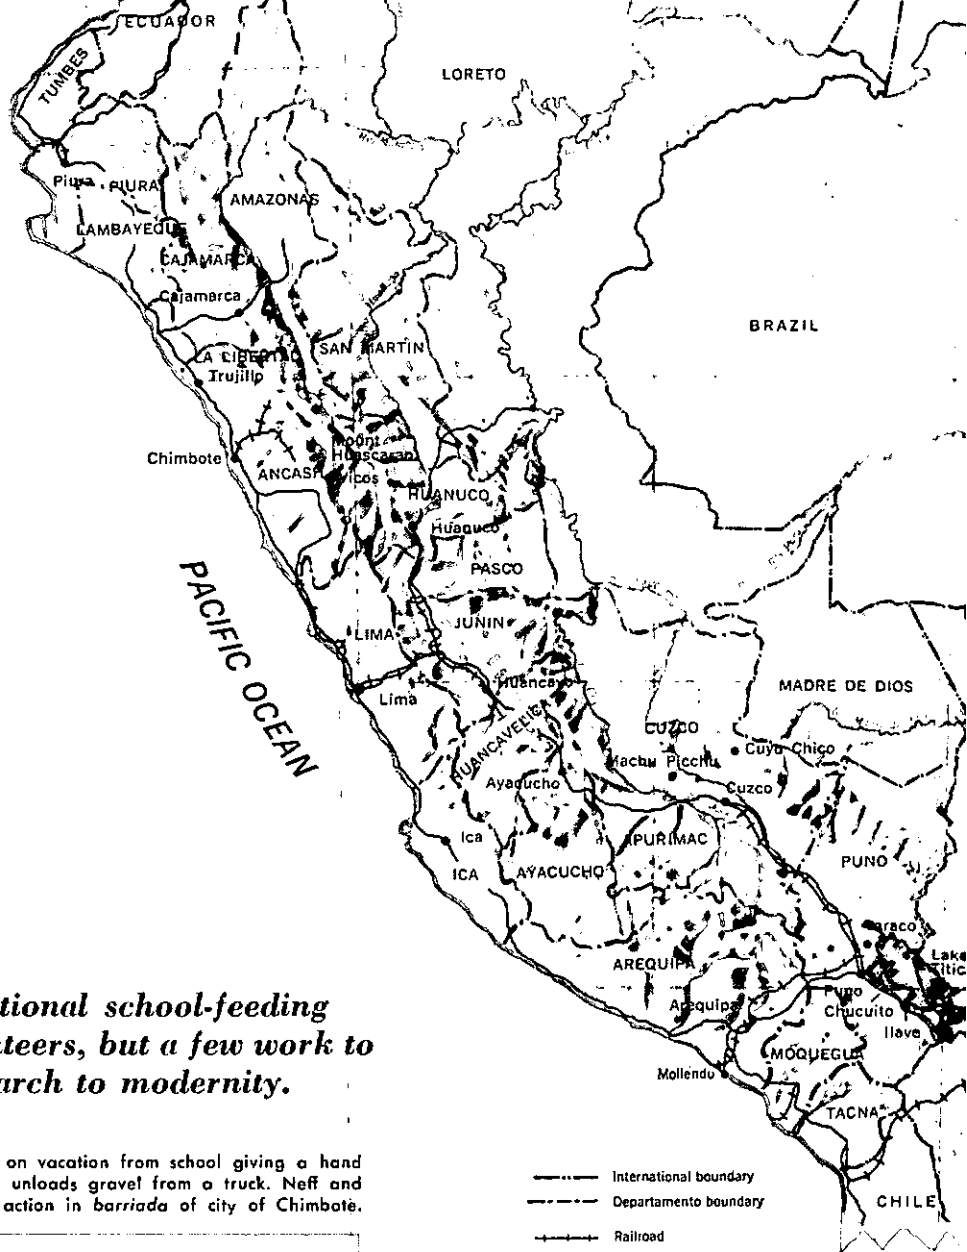 ECUADOR
TUMBES
LORETO
Piura
PIURA
AMAZONAS
LAMBAYEQUE
CAJAMARCA
Cajamarca
BRAZIL
SAN MARTIN
LA LIBERTAD
Trujillo
Mount
Huascaran
Chimbote
ANCASH
Vicos
HUANUCO
Huanuco
PASCO
PACIFIC OCEAN
JUNIN
LIMA
Huancayo
MADRE DE DIOS
Lima
HUANCAVELICA
CUZCO
Cuyo Chico
Machu Picchu
Ayacucho
Cuzco
Ica
APURIMAC
PUNO
ICA
AYACUCHO
Lake
AREQUIPA
Titic
Puno
Arequipa
Chucuito
Ilave
MOQUEGUA
Mollendo
TACNA
CHILE
tional school-feeding
teers, but a few work to
arch to modernity.
on vacation from school giving a hand
unloads gravel from a truck. Neff and
action in barriada of city of Chimbote.
International boundary
Departamento boundary
Railroad